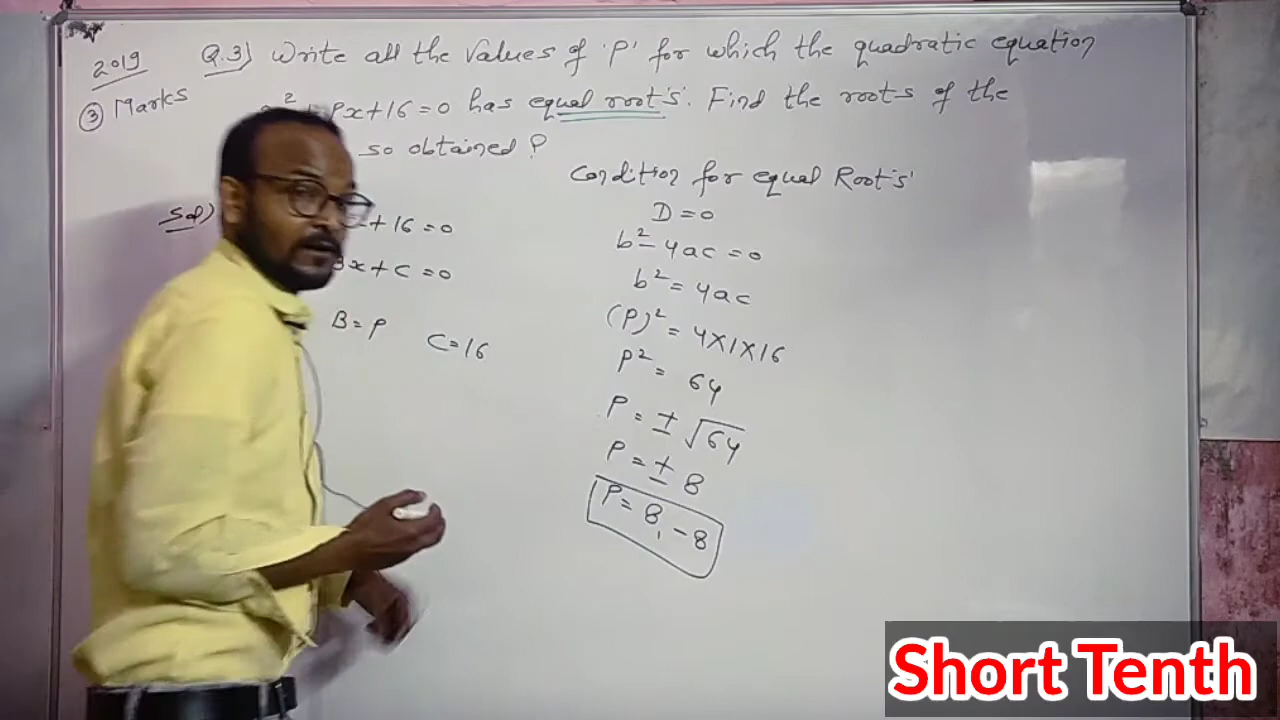 2019 Q.3) Write all the values of 'P' for which the quadratic equation
③ Marks Px+16=0 has equal root's'. Find the roots of the
so obtained ?
Condition for equal Root's'
Sol) + 16 = 0
D = 0
x + C = 0
b² - 4ac = 0
b² = 4ac
B = P C = 16
(P)² = 4×1×16
P² = 64
P = ± √64
P = ± 8
P = 8, -8
Short Tenth